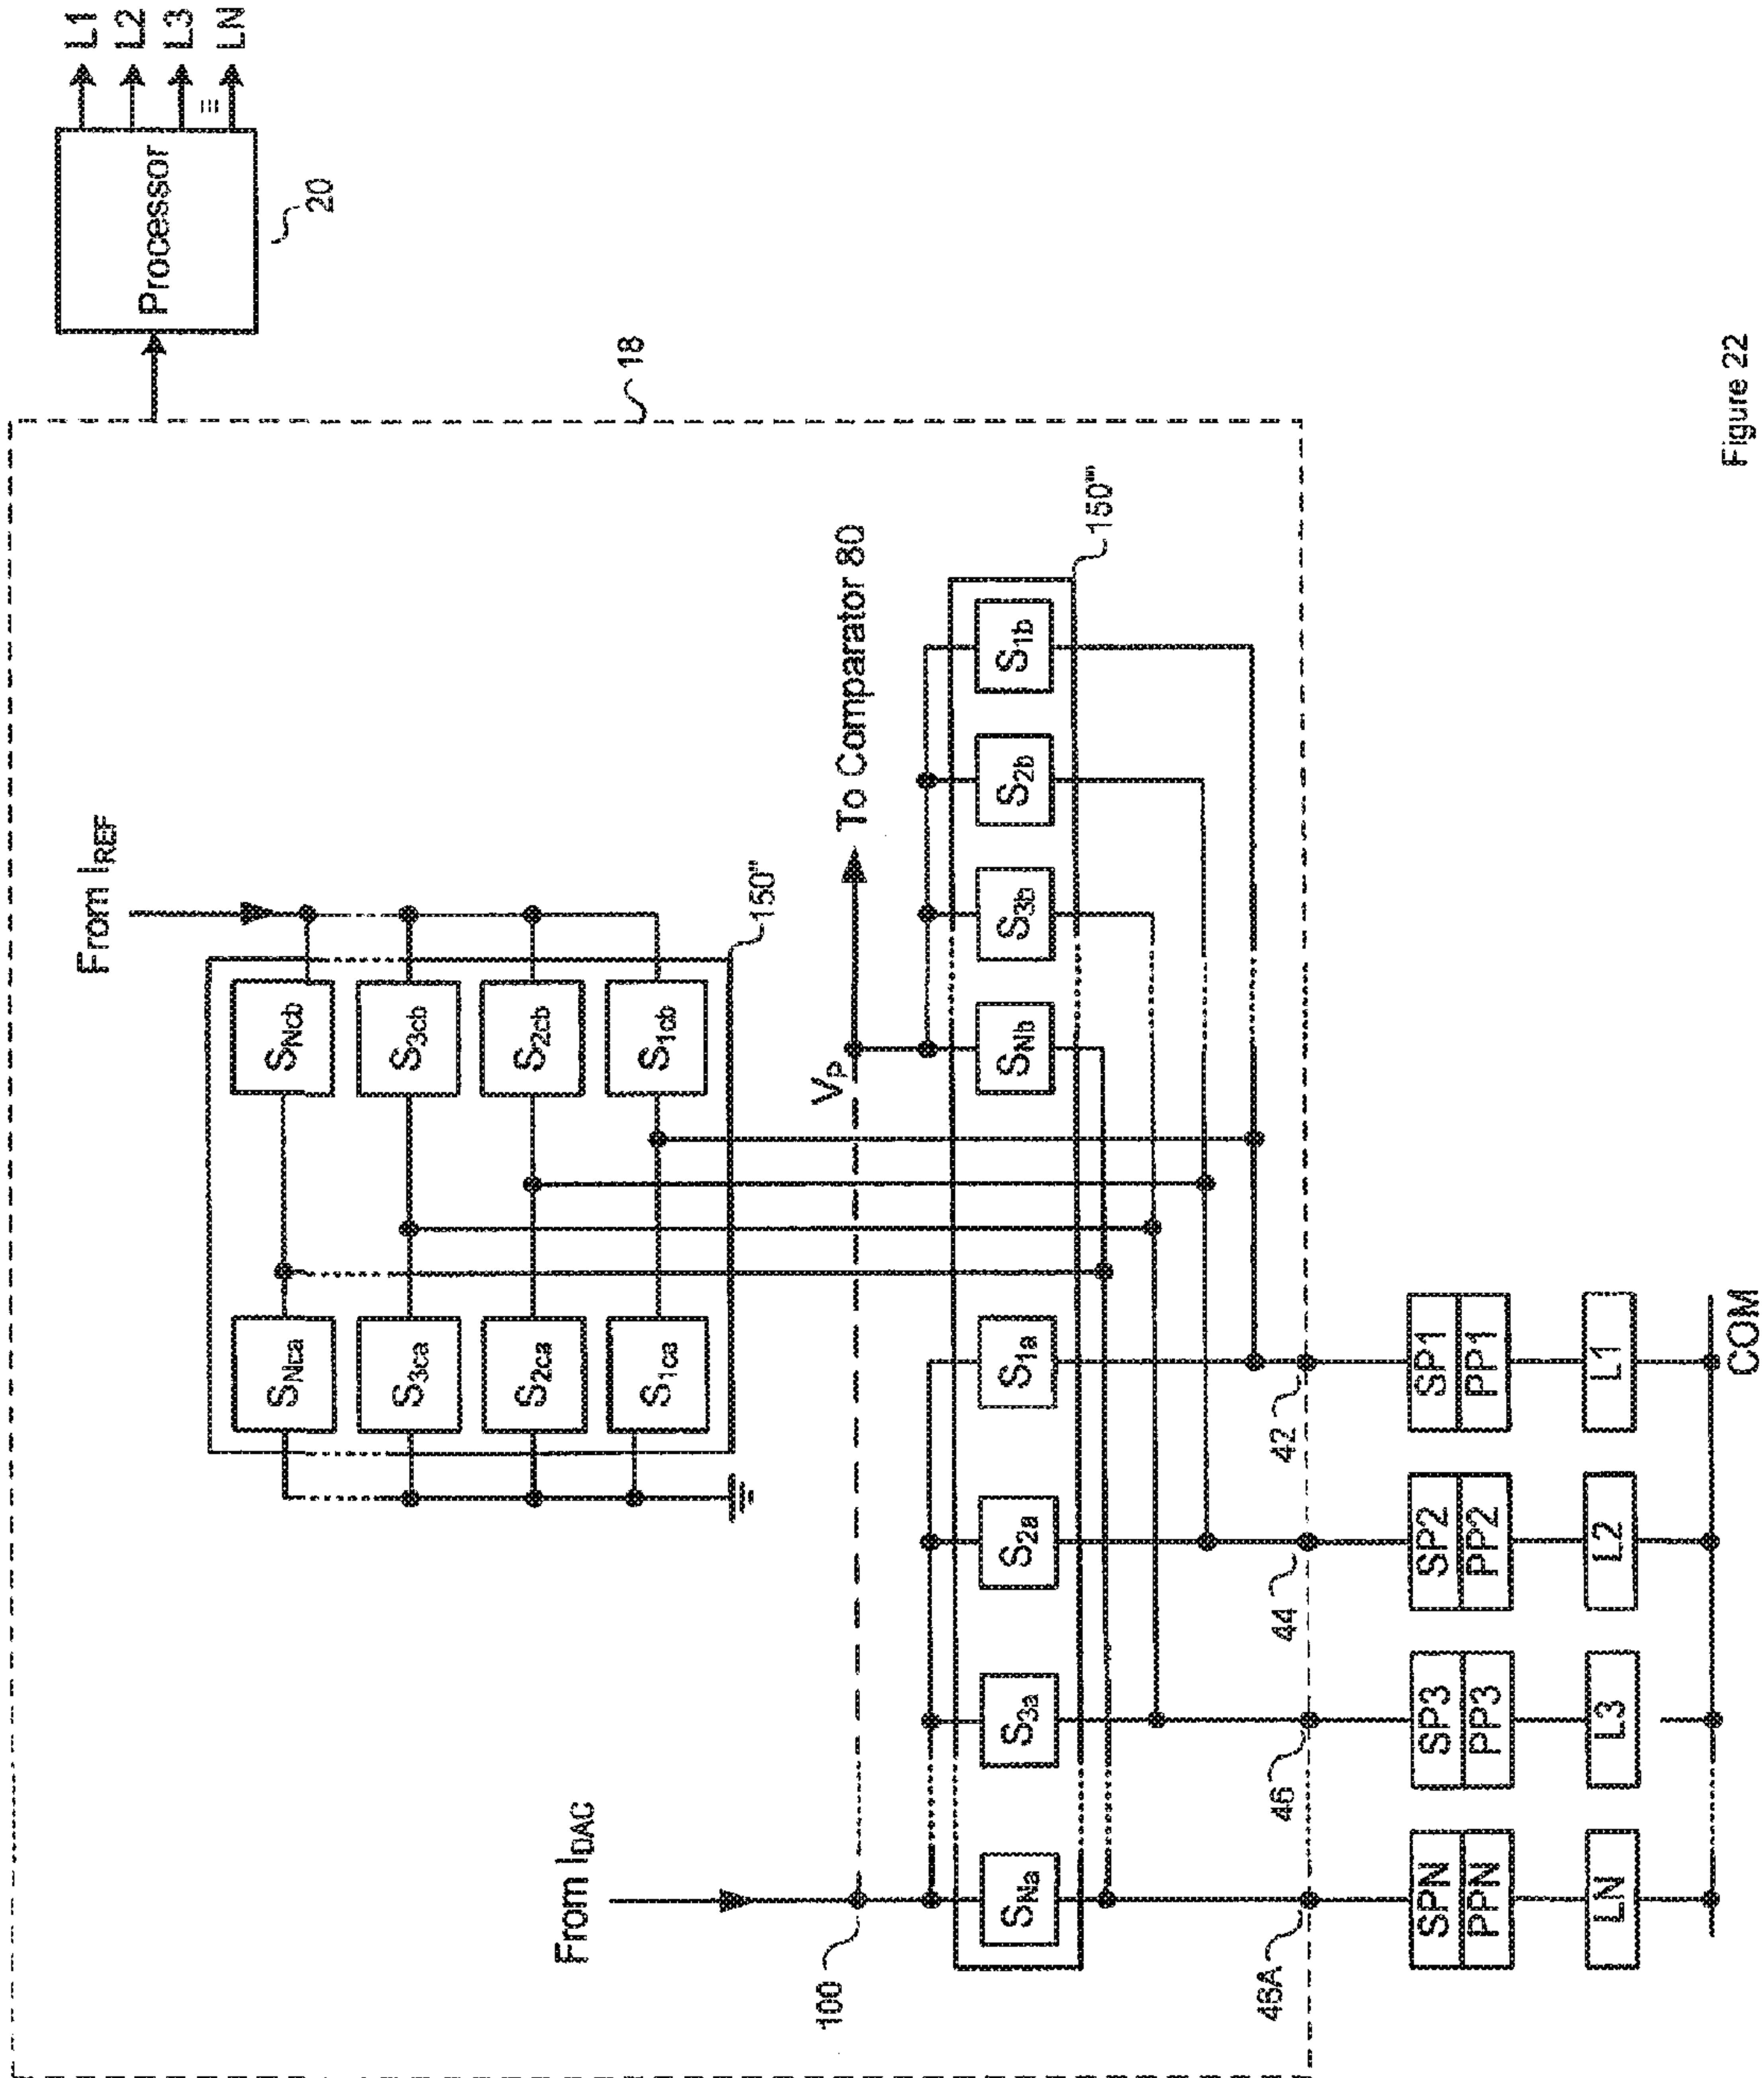 L1
L2
L3
LN
Processor
20
18
From IREF
SNca
SNcb
S3ca
S3cb
S2ca
S2cb
S1ca
S1cb
150"
From IDAC
100
VP
To Comparator 80
SNa
S3a
S2a
S1a
SNb
S3b
S2b
S1b
150'''
46A
46
44
42
SPN
PPN
SP3
PP3
SP2
PP2
SP1
PP1
LN
L3
L2
L1
COM
Figure 22